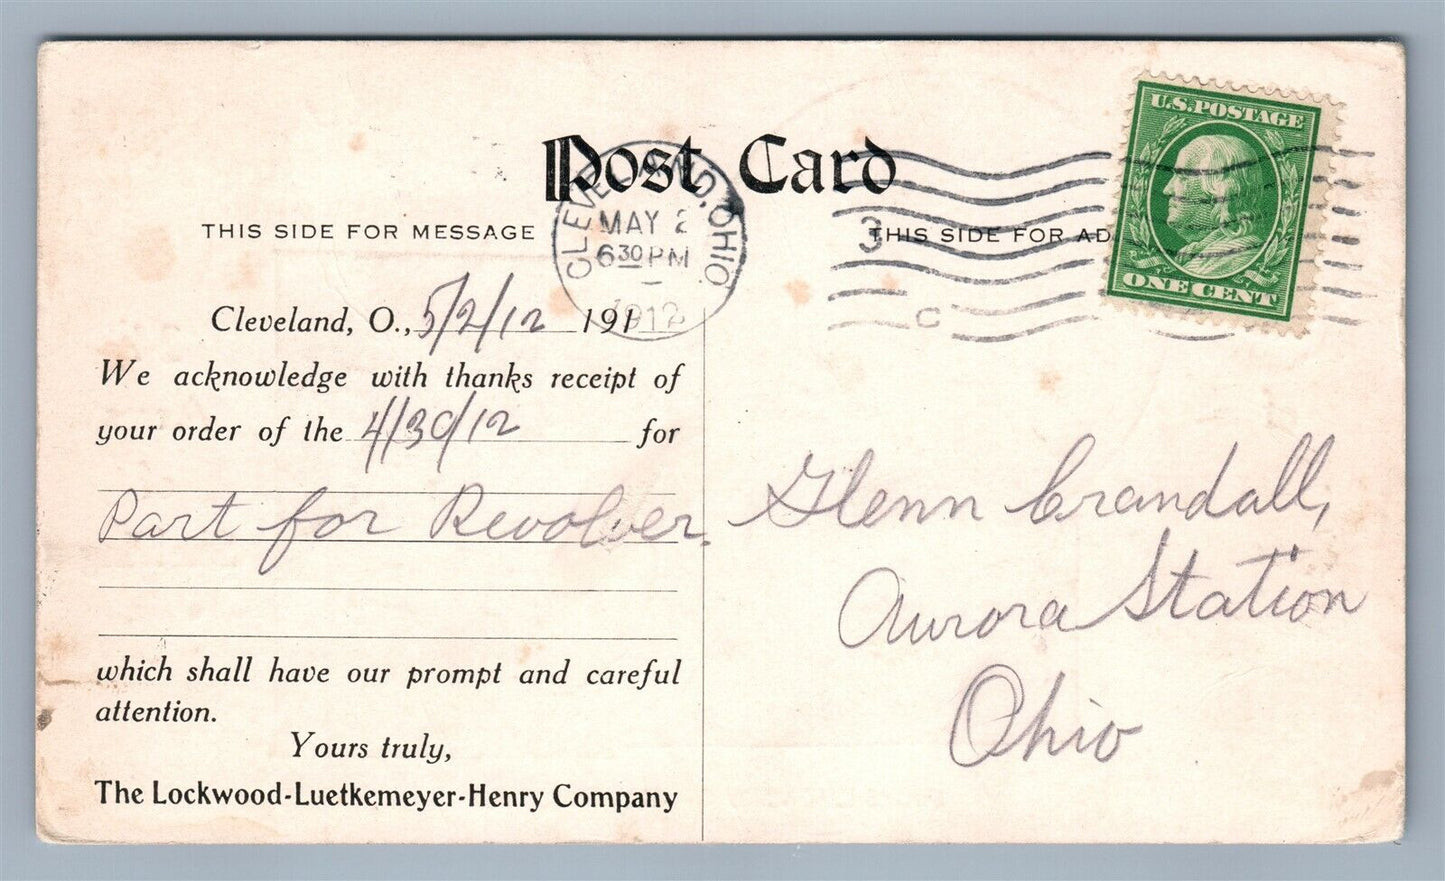 Post Card
THIS SIDE FOR MESSAGE
THIS SIDE FOR AD
CLEVELAND, OHIO
MAY 2
6 30 PM
1912
3
C
U.S. POSTAGE
ONE CENT
Cleveland, O., 5/2/12 191
We acknowledge with thanks receipt of
your order of the 4/30/12 for
Part for Revolver.
which shall have our prompt and careful
attention.
Yours truly,
The Lockwood-Luetkemeyer-Henry Company
Glenn Crandall,
Aurora Station
Ohio